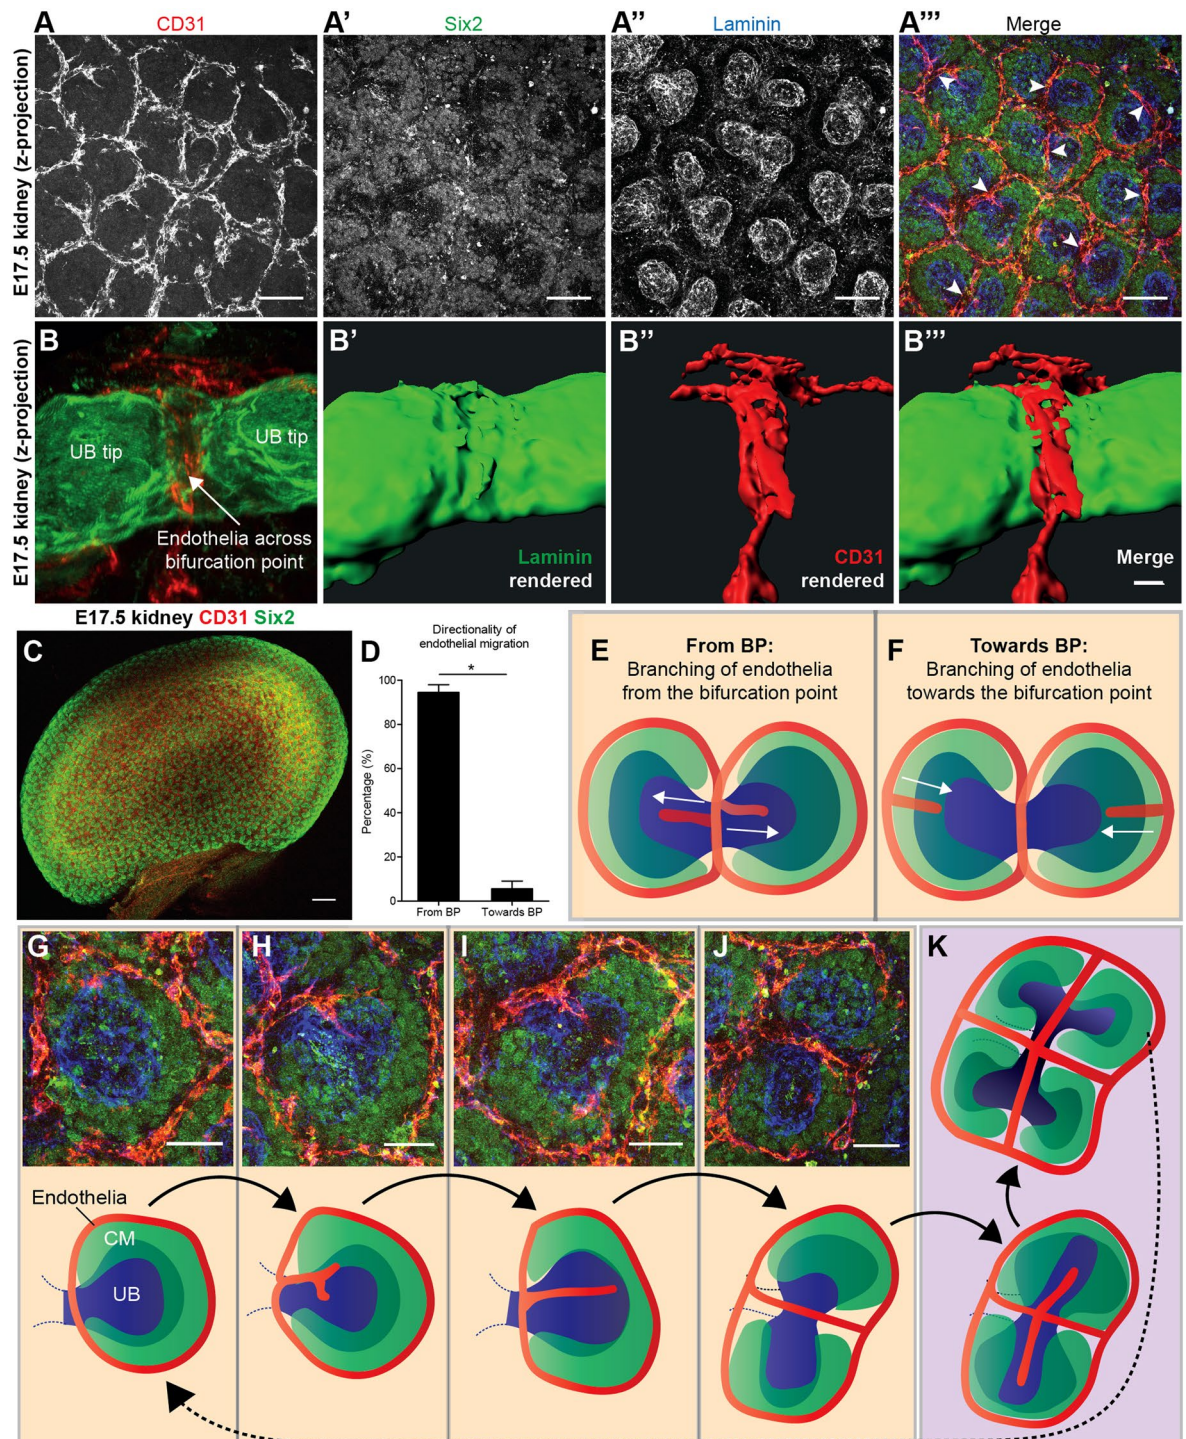 A
CD31
A'
Six2
A''
Laminin
A'''
Merge
E17.5 kidney (z-projection)
B
UB tip
UB tip
Endothelia across
bifurcation point
B'
Laminin
rendered
B''
CD31
rendered
B'''
Merge
E17.5 kidney (z-projection)
E17.5 kidney CD31 Six2
C
D
Directionality of
endothelial migration
*
Percentage (%)
100
80
60
40
20
0
From BP
Towards BP
E
From BP:
Branching of endothelia
from the bifurcation point
F
Towards BP:
Branching of endothelia
towards the bifurcation point
G
H
I
J
K
Endothelia
CM
UB